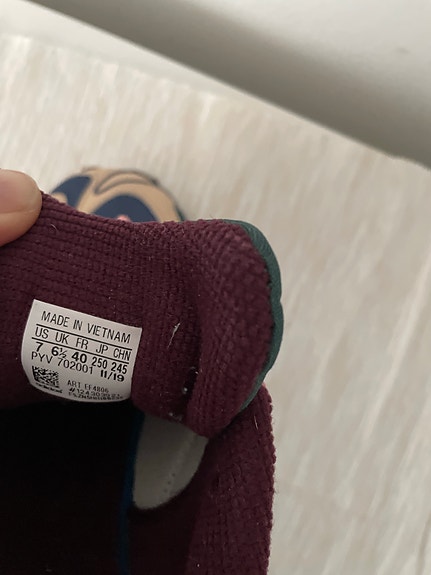 MADE IN VIETNAM
US UK FR JP CHN
7 6½ 40 250 245
PYV 702001 11/19
ART EF4806